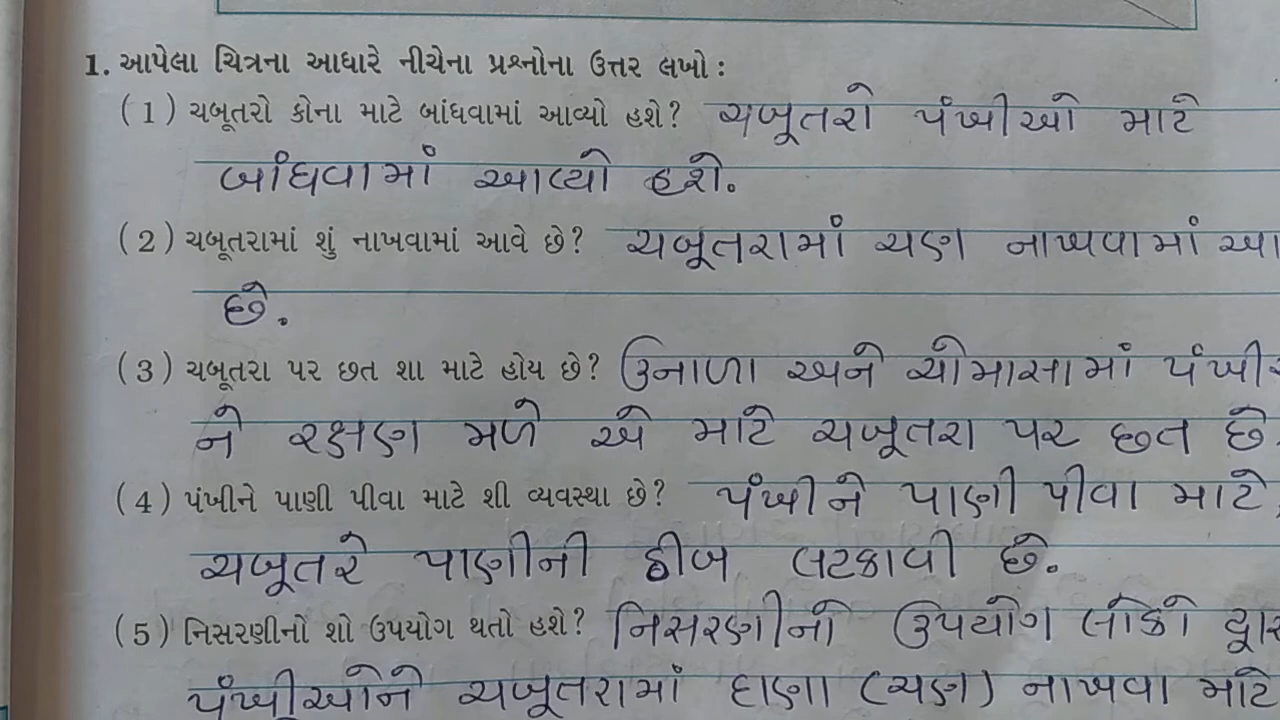 1. આપેલા ચિત્રના આધારે નીચેના પ્રશ્નોના ઉત્તર લખો :
(1) ચબૂતરો કોના માટે બાંધવામાં આવ્યો હશે? ચબૂતરો પંખીઓ માટે
બાંધવામાં આવ્યો હશે.
(2) ચબૂતરામાં શું નાખવામાં આવે છે? ચબૂતરામાં ચણ નાખવામાં આ
છે.
(3) ચબૂતરા પર છત શા માટે હોય છે? ઉનાળા અને ચોમાસામાં પંખી
ને રક્ષણ મળે એ માટે ચબૂતરા પર છત છે.
(4) પંખીને પાણી પીવા માટે શી વ્યવસ્થા છે? પંખીને પાણી પીવા માટે
ચબૂતરે પાણીની ઠીબ લટકાવી છે.
(5) નિસરણીનો શો ઉપયોગ થતો હશે? નિસરણીનો ઉપયોગ લોકો દ્વાર
પંખીઓને ચબૂતરામાં દાણા (ચણ) નાખવા માટે